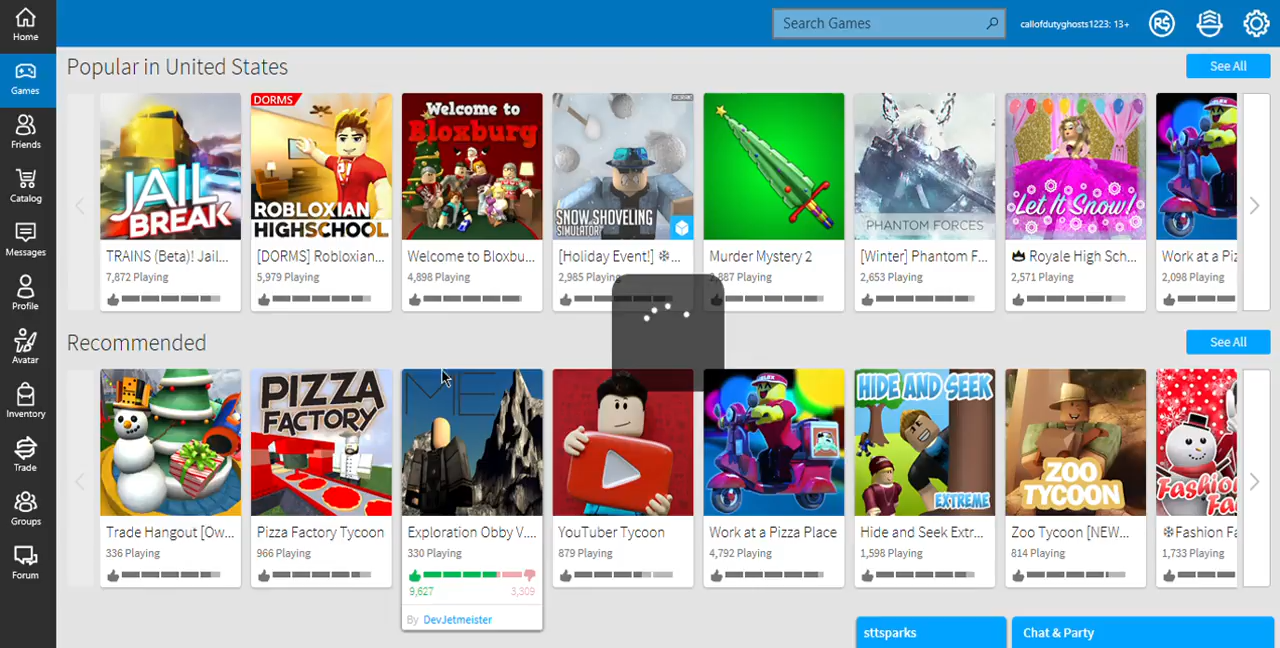 Search Games
callofdutyghosts1223: 13+
R$
Home
Games
Friends
Catalog
Messages
Profile
Avatar
Inventory
Trade
Groups
Forum
Popular in United States
See All
JAIL
BREAK
TRAINS (Beta)! Jail...
7,872 Playing
DORMS
ROBLOXIAN
HIGHSCHOOL
[DORMS] Robloxian...
5,979 Playing
Welcome to
Bloxburg
Welcome to Bloxbu...
4,898 Playing
SNOW SHOVELING
SIMULATOR
[Holiday Event!] ❄...
2,985 Playing
Murder Mystery 2
2,887 Playing
PHANTOM FORCES
[Winter] Phantom F...
2,653 Playing
Let It Snow!
Royale High Sch...
2,571 Playing
Work at a Piz
2,098 Playing
Recommended
See All
Trade Hangout [Ow...
336 Playing
PIZZA
FACTORY
Pizza Factory Tycoon
966 Playing
ME
Exploration Obby V...
330 Playing
9,627
3,309
By DevJetmeister
YouTuber Tycoon
879 Playing
Work at a Pizza Place
4,792 Playing
HIDE AND SEEK
EXTREME
Hide and Seek Extr...
1,598 Playing
ZOO
TYCOON
Zoo Tycoon [NEW...
814 Playing
Fashion
Fa
❄Fashion F
1,733 Playing
sttsparks
Chat & Party